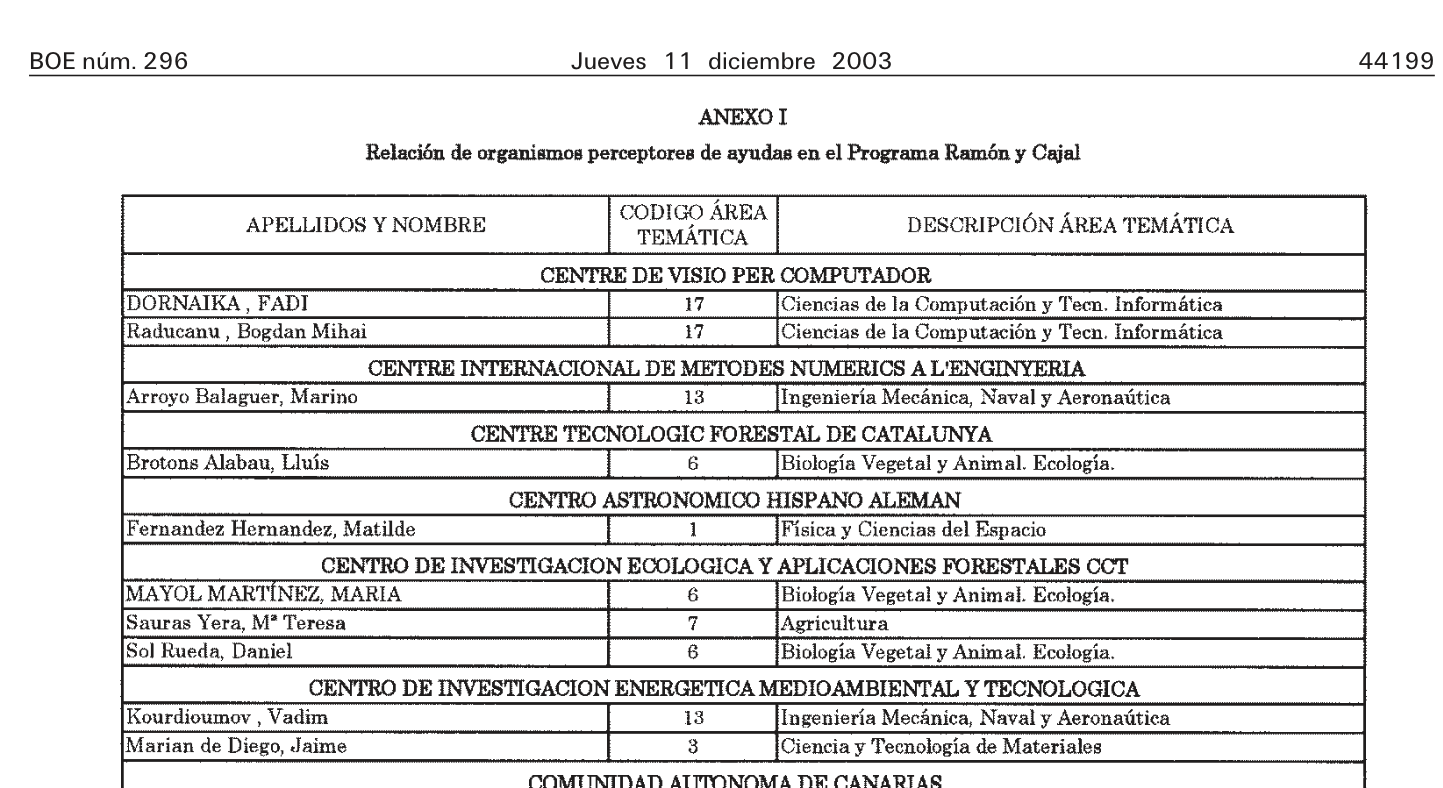 BOE núm. 296 Jueves 11 diciembre 2003 44199
ANEXO I
Relación de organismos perceptores de ayudas en el Programa Ramón y Cajal
APELLIDOS Y NOMBRE CODIGO ÁREA TEMÁTICA DESCRIPCIÓN ÁREA TEMÁTICA
CENTRE DE VISIO PER COMPUTADOR
DORNAIKA , FADI 17 Ciencias de la Computación y Tecn. Informática
Raducanu , Bogdan Mihai 17 Ciencias de la Computación y Tecn. Informática
CENTRE INTERNACIONAL DE METODES NUMERICS A L'ENGINYERIA
Arroyo Balaguer, Marino 13 Ingeniería Mecánica, Naval y Aeronaútica
CENTRE TECNOLOGIC FORESTAL DE CATALUNYA
Brotons Alabau, Lluís 6 Biología Vegetal y Animal. Ecología.
CENTRO ASTRONOMICO HISPANO ALEMAN
Fernandez Hernandez, Matilde 1 Física y Ciencias del Espacio
CENTRO DE INVESTIGACION ECOLOGICA Y APLICACIONES FORESTALES CCT
MAYOL MARTÍNEZ, MARIA 6 Biología Vegetal y Animal. Ecología.
Sauras Yera, Mª Teresa 7 Agricultura
Sol Rueda, Daniel 6 Biología Vegetal y Animal. Ecología.
CENTRO DE INVESTIGACION ENERGETICA MEDIOAMBIENTAL Y TECNOLOGICA
Kourdioumov , Vadim 13 Ingeniería Mecánica, Naval y Aeronaútica
Marian de Diego, Jaime 3 Ciencia y Tecnología de Materiales
COMUNIDAD AUTONOMA DE CANARIAS